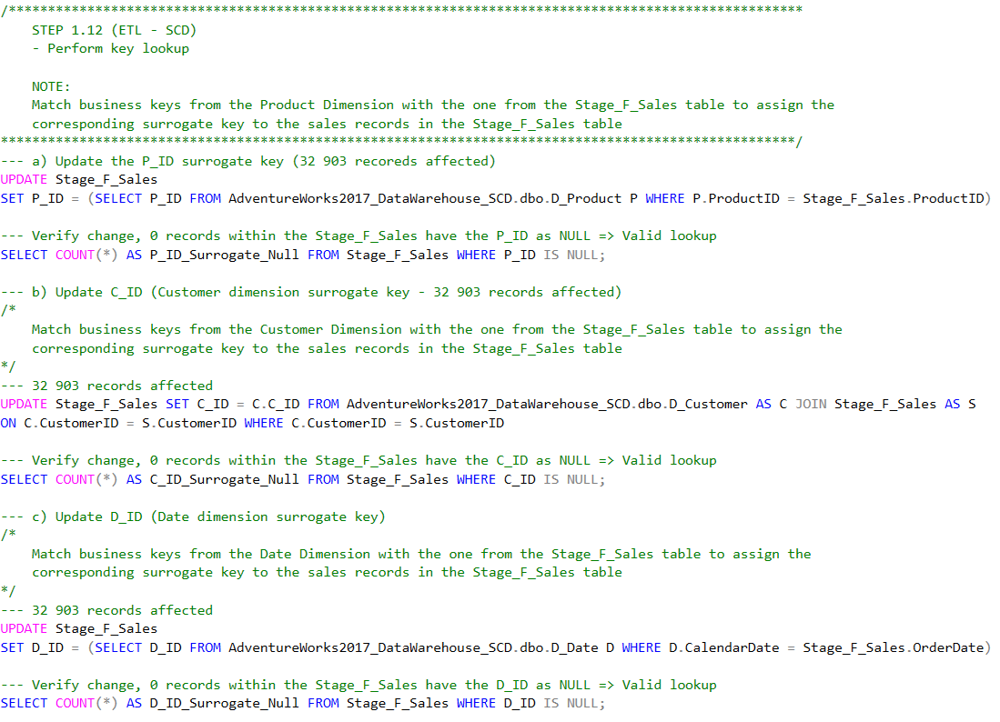 /*****************************************************************************************************
STEP 1.12 (ETL - SCD)
- Perform key lookup
NOTE:
Match business keys from the Product Dimension with the one from the Stage_F_Sales table to assign the
corresponding surrogate key to the sales records in the Stage_F_Sales table
*****************************************************************************************************/
--- a) Update the P_ID surrogate key (32 903 recoreds affected)
UPDATE Stage_F_Sales
SET P_ID = (SELECT P_ID FROM AdventureWorks2017_DataWarehouse_SCD.dbo.D_Product P WHERE P.ProductID = Stage_F_Sales.ProductID)
--- Verify change, 0 records within the Stage_F_Sales have the P_ID as NULL => Valid lookup
SELECT COUNT(*) AS P_ID_Surrogate_Null FROM Stage_F_Sales WHERE P_ID IS NULL;
--- b) Update C_ID (Customer dimension surrogate key - 32 903 records affected)
/*
Match business keys from the Customer Dimension with the one from the Stage_F_Sales table to assign the
corresponding surrogate key to the sales records in the Stage_F_Sales table
*/
--- 32 903 records affected
UPDATE Stage_F_Sales SET C_ID = C.C_ID FROM AdventureWorks2017_DataWarehouse_SCD.dbo.D_Customer AS C JOIN Stage_F_Sales AS S
ON C.CustomerID = S.CustomerID WHERE C.CustomerID = S.CustomerID
--- Verify change, 0 records within the Stage_F_Sales have the C_ID as NULL => Valid lookup
SELECT COUNT(*) AS C_ID_Surrogate_Null FROM Stage_F_Sales WHERE C_ID IS NULL;
--- c) Update D_ID (Date dimension surrogate key)
/*
Match business keys from the Date Dimension with the one from the Stage_F_Sales table to assign the
corresponding surrogate key to the sales records in the Stage_F_Sales table
*/
--- 32 903 records affected
UPDATE Stage_F_Sales
SET D_ID = (SELECT D_ID FROM AdventureWorks2017_DataWarehouse_SCD.dbo.D_Date D WHERE D.CalendarDate = Stage_F_Sales.OrderDate)
--- Verify change, 0 records within the Stage_F_Sales have the D_ID as NULL => Valid lookup
SELECT COUNT(*) AS D_ID_Surrogate_Null FROM Stage_F_Sales WHERE D_ID IS NULL;